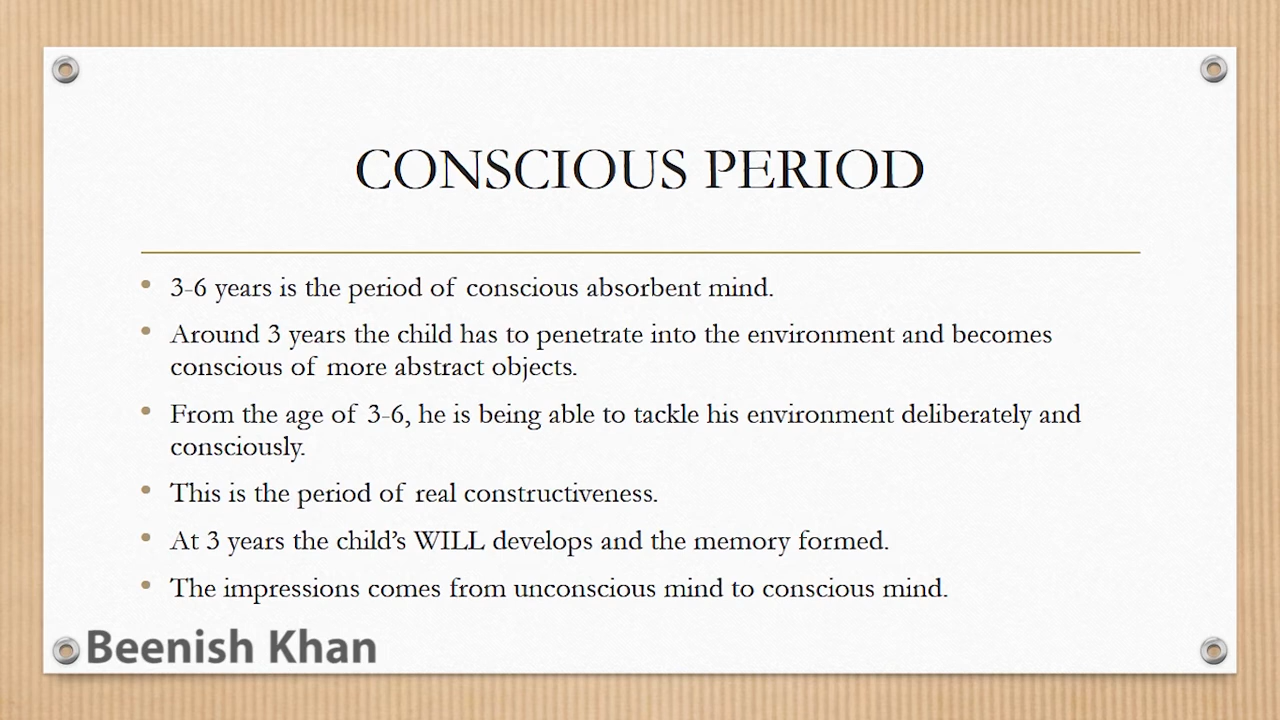 CONSCIOUS PERIOD
• 3-6 years is the period of conscious absorbent mind.
• Around 3 years the child has to penetrate into the environment and becomes
conscious of more abstract objects.
• From the age of 3-6, he is being able to tackle his environment deliberately and
consciously.
• This is the period of real constructiveness.
• At 3 years the child’s WILL develops and the memory formed.
• The impressions comes from unconscious mind to conscious mind.
Beenish Khan